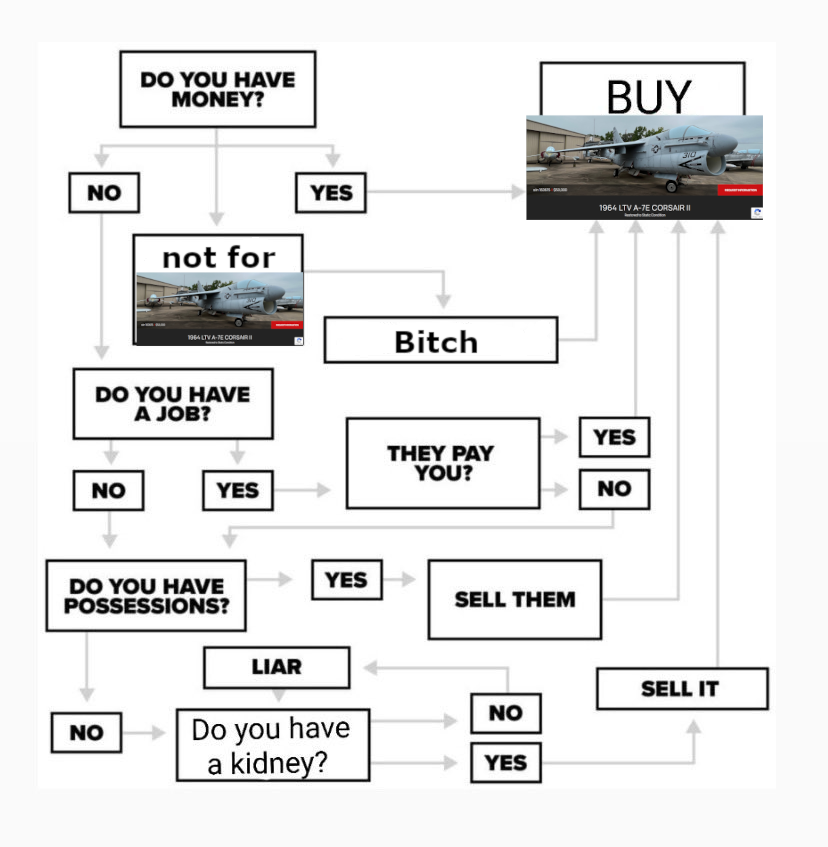 DO YOU HAVE
MONEY?
BUY
NO
YES
310
1964 LTV A-7E CORSAIR II
not for
1964 LTV A-7E CORSAIR II
Bitch
DO YOU HAVE
A JOB?
THEY PAY
YOU?
YES
NO
YES
NO
DO YOU HAVE
POSSESSIONS?
YES
SELL THEM
LIAR
SELL IT
NO
Do you have
a kidney?
NO
YES